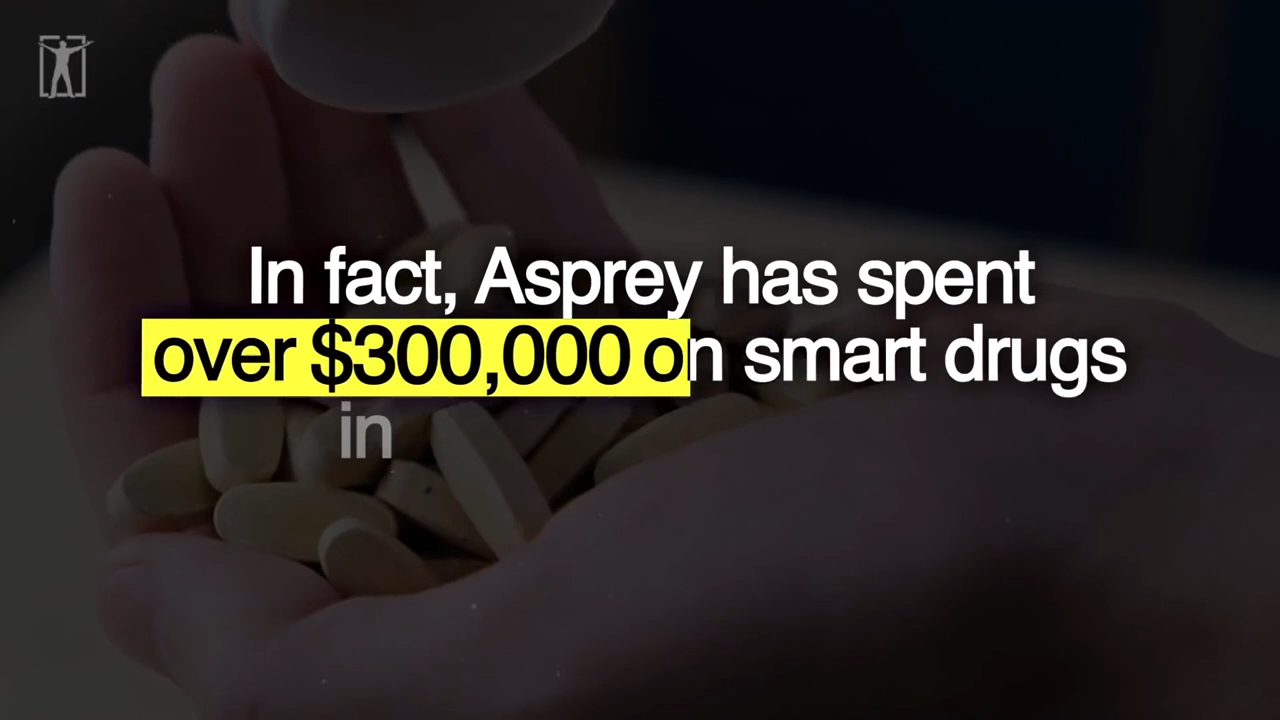 In fact, Asprey has spent
over $300,000 on smart drugs
in